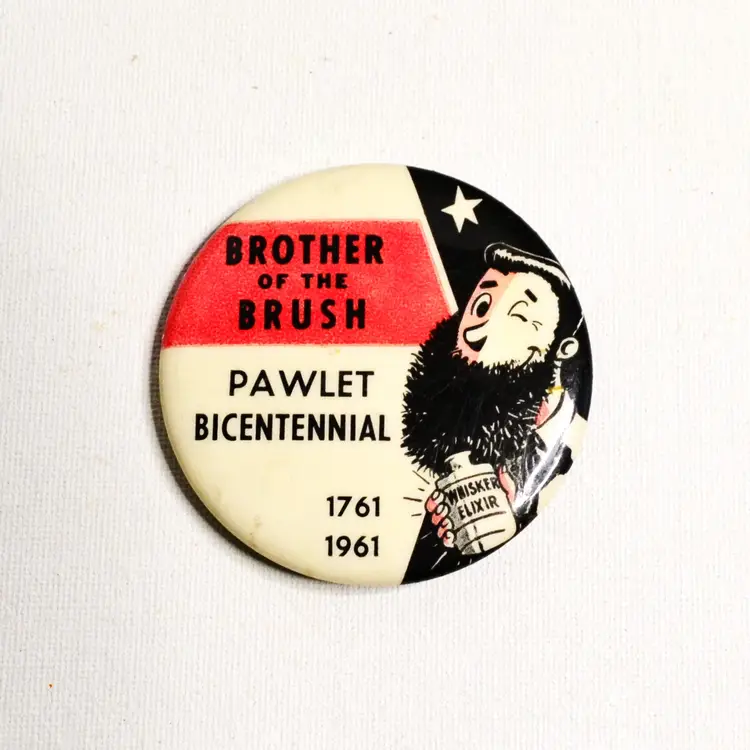 BROTHER
OF THE
BRUSH
PAWLET
BICENTENNIAL
1761
1961
WHISKER
ELIXIR